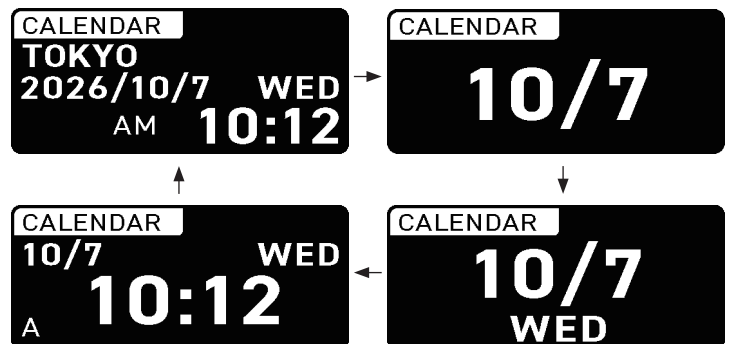 CALENDAR
TOKYO
2026/10/7 WED
AM 10:12
CALENDAR
10/7
CALENDAR
10/7 WED
10:12
A
CALENDAR
10/7
WED